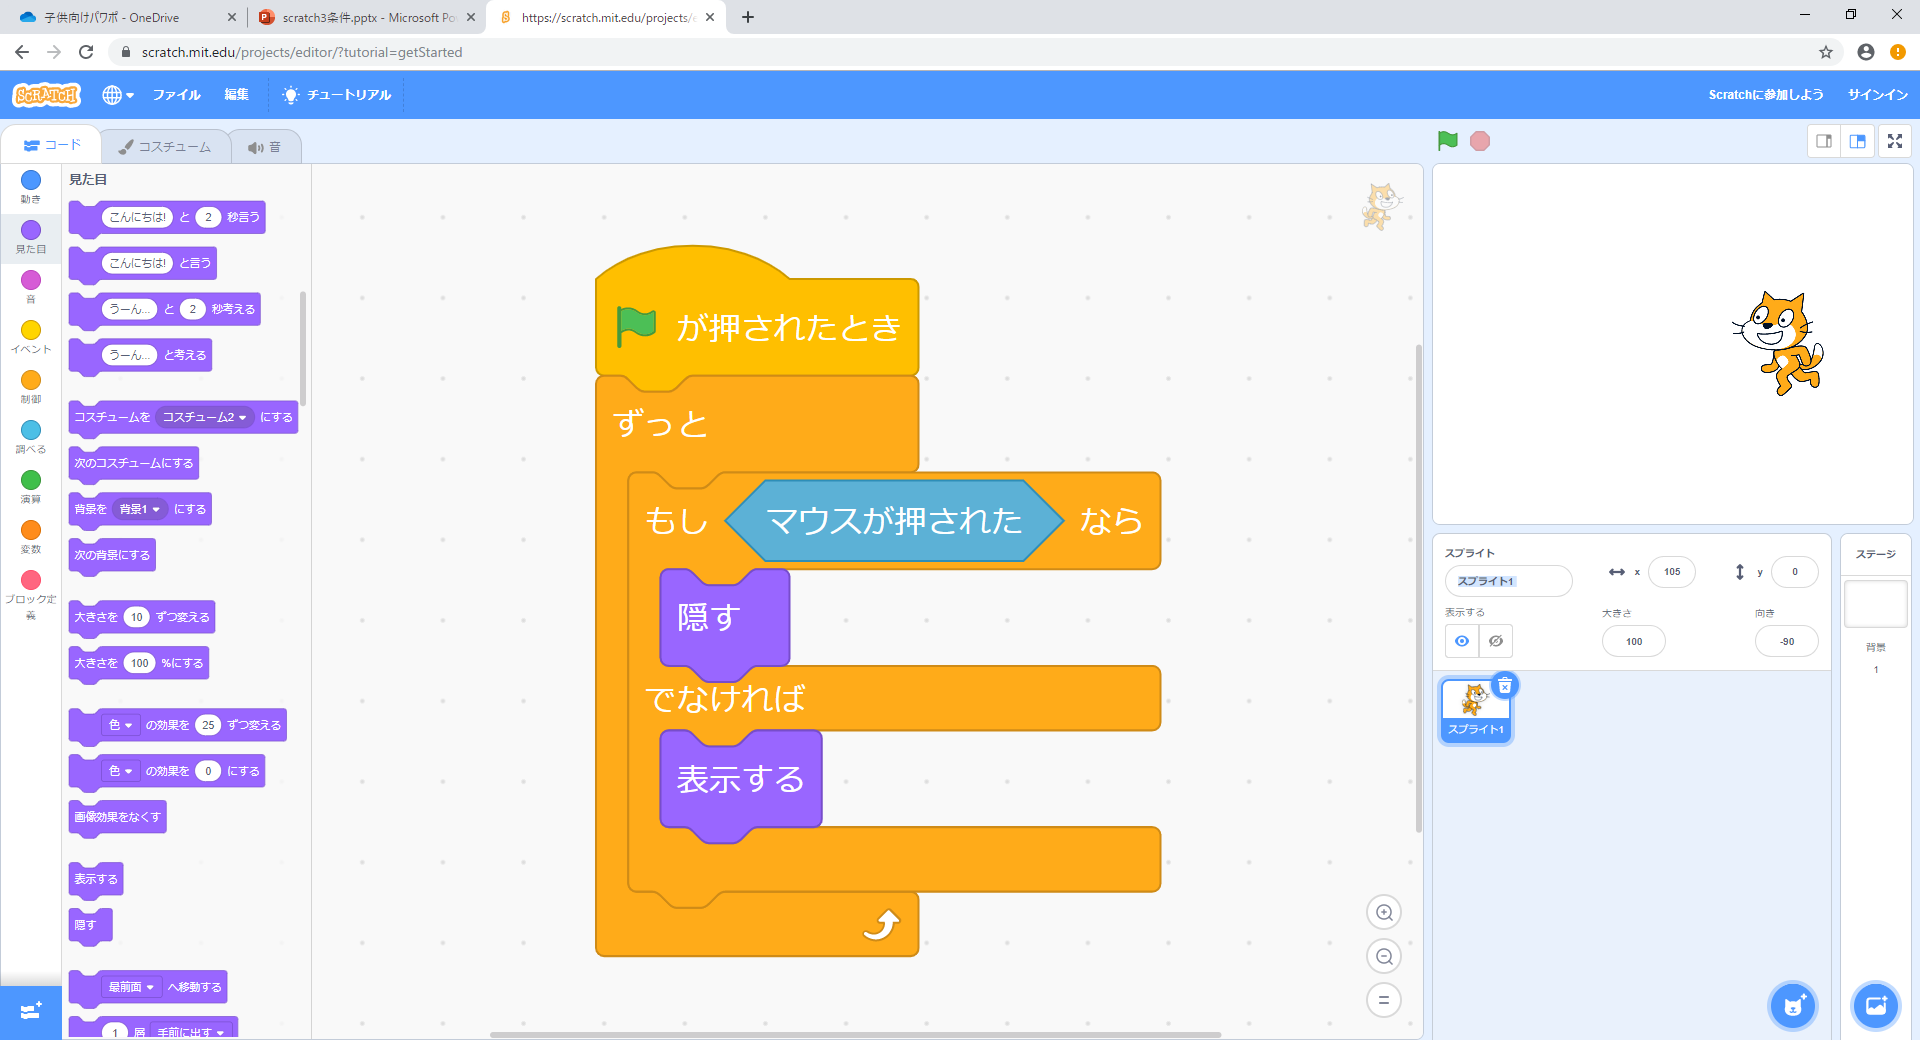 子供向けパワポ - OneDrive
scratch3条件.pptx - Microsoft Po
https://scratch.mit.edu/projects/e
scratch.mit.edu/projects/editor/?tutorial=getStarted
SCRATCH
ファイル
編集
チュートリアル
Scratchに参加しよう
サインイン
コード
コスチューム
音
動き
見た目
音
イベント
制御
調べる
演算
変数
ブロック定
義
見た目
こんにちは! と 2 秒言う
こんにちは! と言う
うーん... と 2 秒考える
うーん... と考える
コスチュームを コスチューム2 にする
次のコスチュームにする
背景を 背景1 にする
次の背景にする
大きさを 10 ずつ変える
大きさを 100 %にする
色 の効果を 25 ずつ変える
色 の効果を 0 にする
画像効果をなくす
表示する
隠す
最前面 へ移動する
1 層 手前に出す
が押されたとき
ずっと
もし マウスが押された なら
隠す
でなければ
表示する
スプライト
スプライト1
x 105
y 0
表示する
大きさ
100
向き
-90
スプライト1
ステージ
背景
1